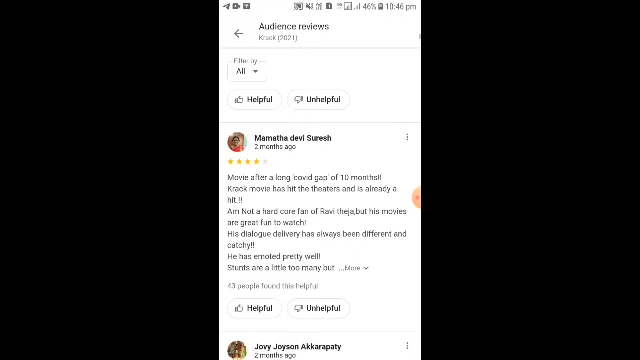 46% 10:46 pm
Audience reviews
Krack (2021)
Filter by
All
Helpful Unhelpful
Mamatha devi Suresh
2 months ago
Movie after a long 'covid gap' of 10 months!!
Krack movie has hit the theaters and is already a
hit.!!
Am Not a hard core fan of Ravi theja,but his movies
are great fun to watch!
His dialogue delivery has always been different and
catchy!!
He has emoted pretty well!
Stunts are a little too many but ...More
43 people found this helpful
Helpful Unhelpful
Jovy Joyson Akkarapaty
2 months ago